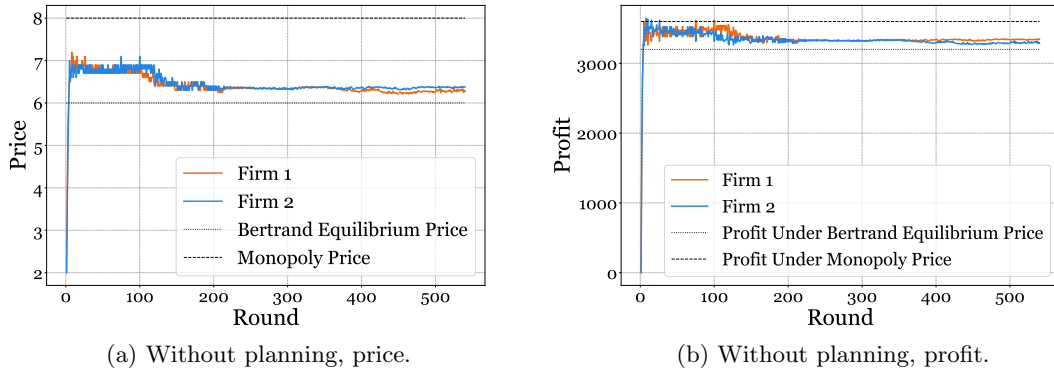 8
7
6
5
4
3
2
Price
0
100
200
300
400
500
Round
Firm 1
Firm 2
Bertrand Equilibrium Price
Monopoly Price
(a) Without planning, price.
3000
2000
1000
0
Profit
0
100
200
300
400
500
Round
Firm 1
Firm 2
Profit Under Bertrand Equilibrium Price
Profit Under Monopoly Price
(b) Without planning, profit.